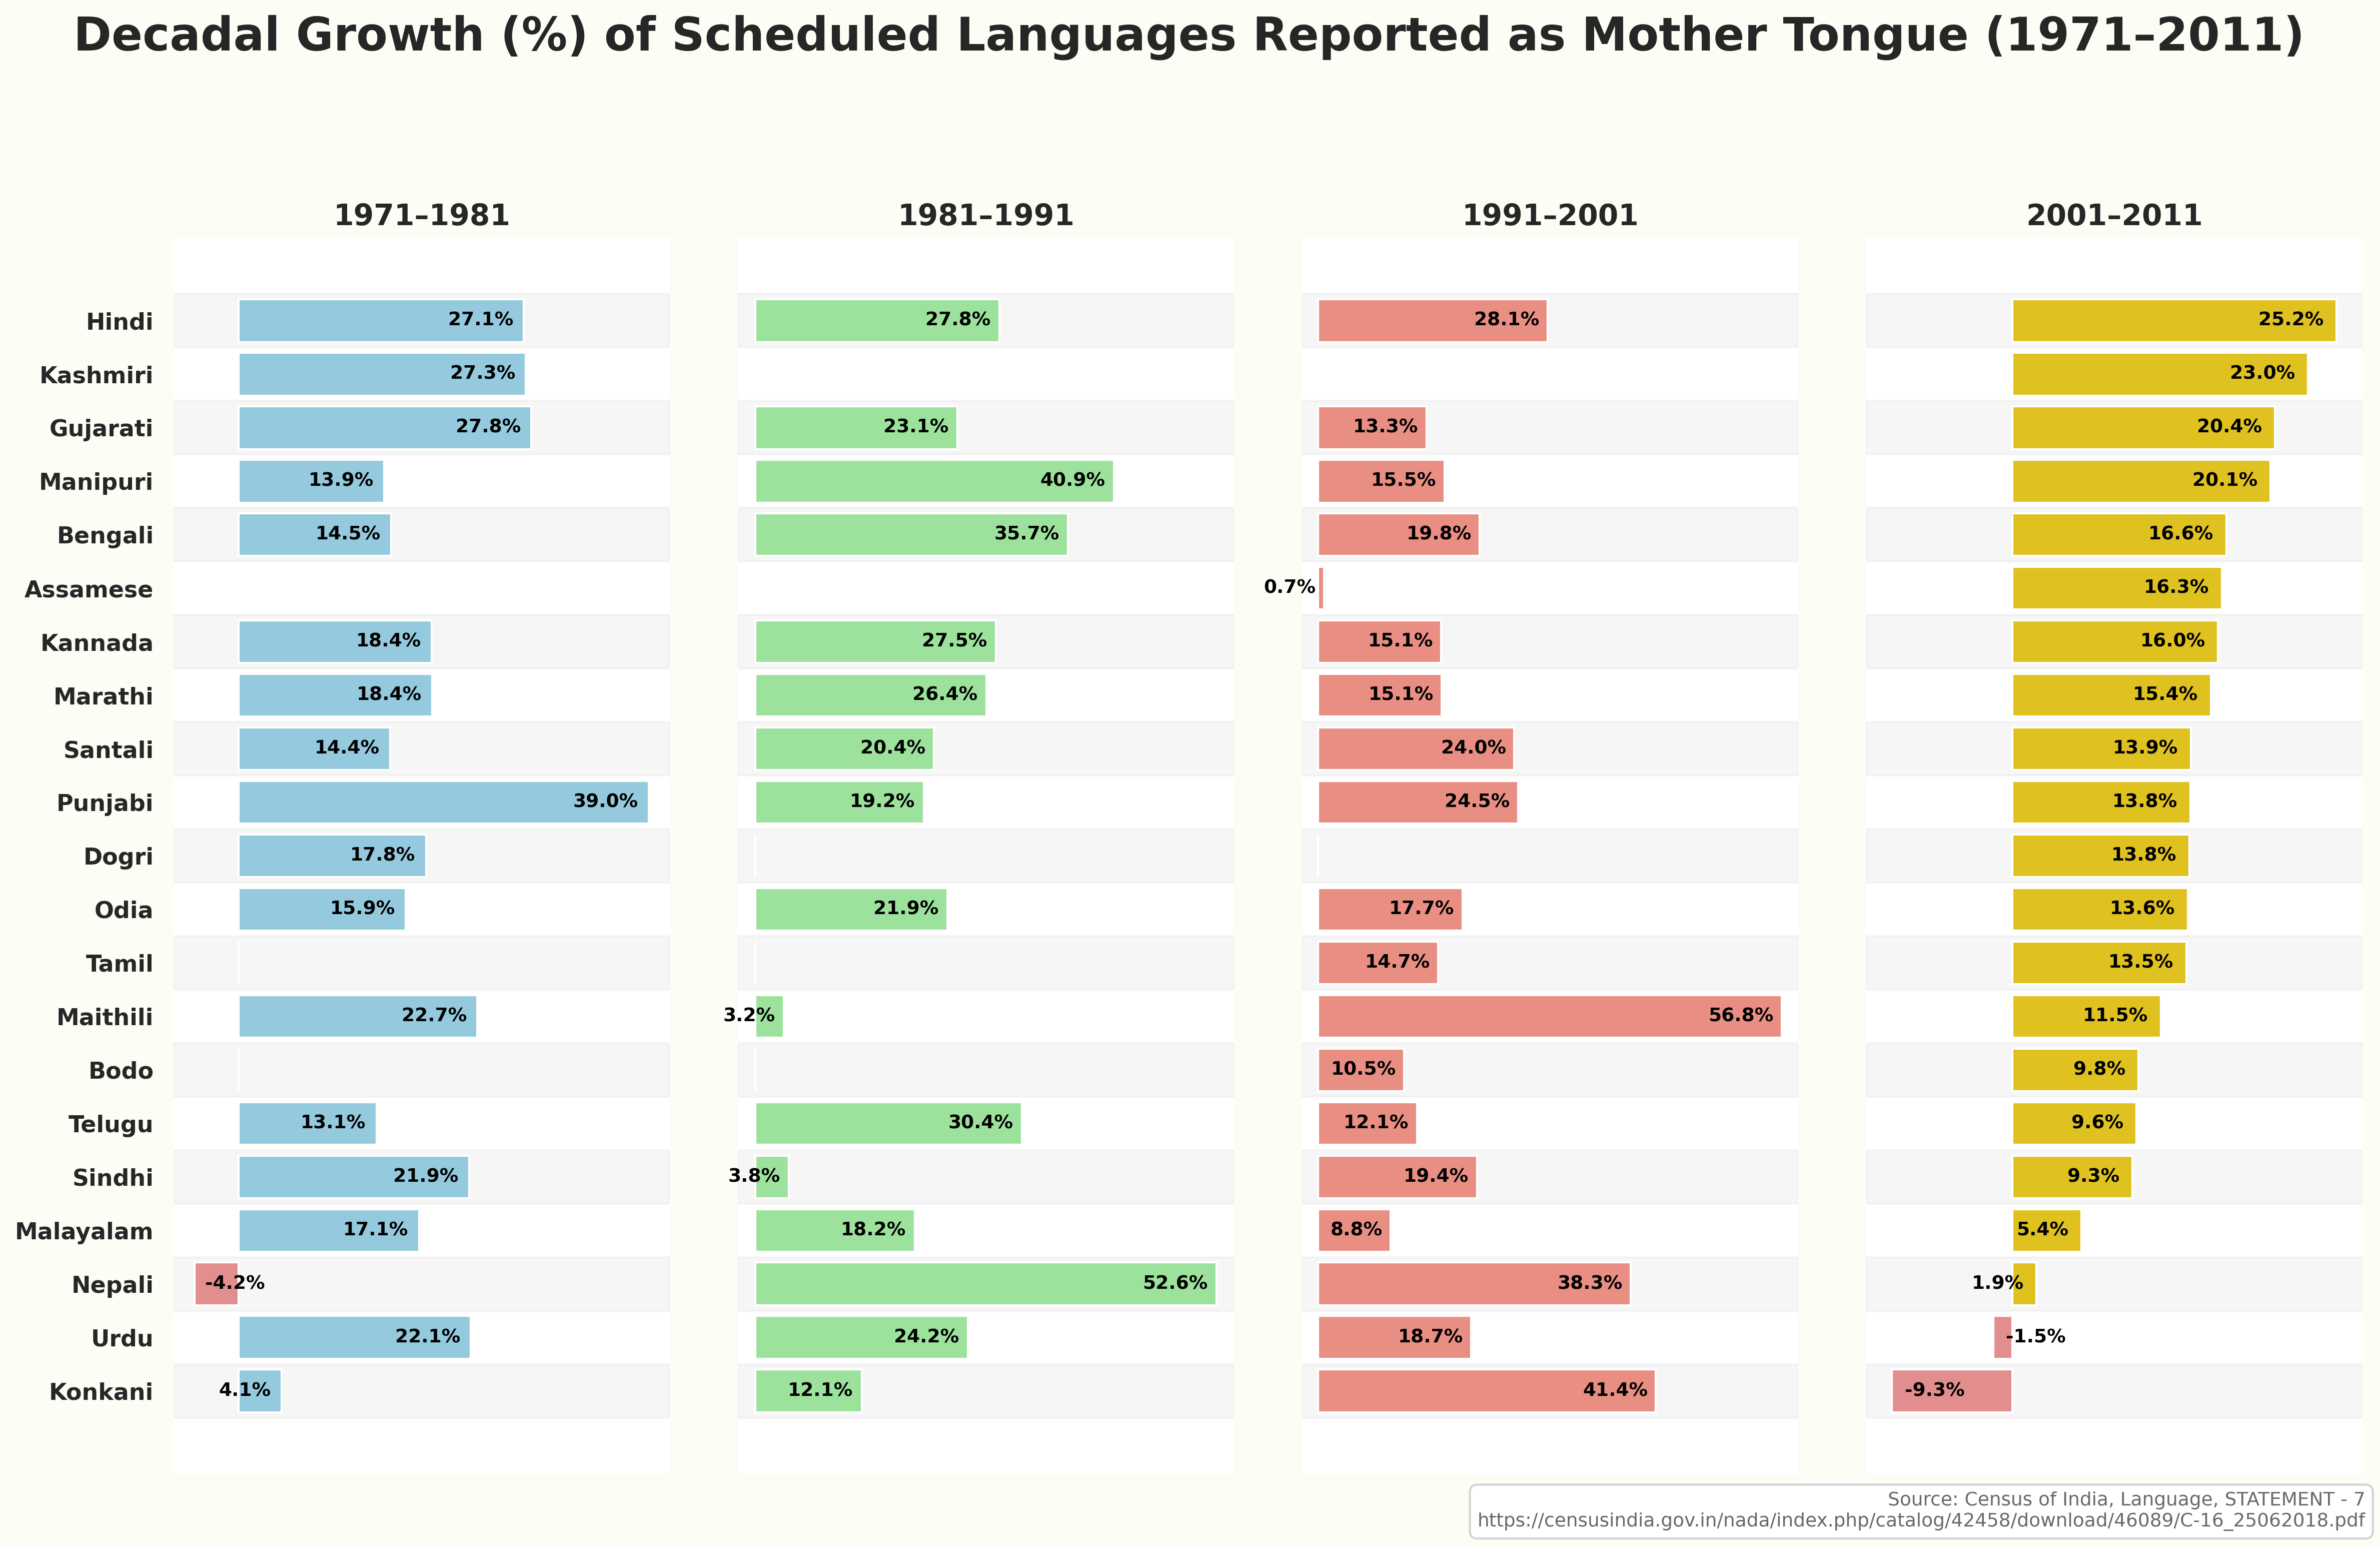 Decadal Growth (%) of Scheduled Languages Reported as Mother Tongue (1971–2011)
1971–1981 1981–1991 1991–2001 2001–2011
Hindi 27.1% 27.8% 28.1% 25.2%
Kashmiri 27.3% 23.0%
Gujarati 27.8% 23.1% 13.3% 20.4%
Manipuri 13.9% 40.9% 15.5% 20.1%
Bengali 14.5% 35.7% 19.8% 16.6%
Assamese 0.7% 16.3%
Kannada 18.4% 27.5% 15.1% 16.0%
Marathi 18.4% 26.4% 15.1% 15.4%
Santali 14.4% 20.4% 24.0% 13.9%
Punjabi 39.0% 19.2% 24.5% 13.8%
Dogri 17.8% 13.8%
Odia 15.9% 21.9% 17.7% 13.6%
Tamil 14.7% 13.5%
Maithili 22.7% 3.2% 56.8% 11.5%
Bodo 10.5% 9.8%
Telugu 13.1% 30.4% 12.1% 9.6%
Sindhi 21.9% 3.8% 19.4% 9.3%
Malayalam 17.1% 18.2% 8.8% 5.4%
Nepali -4.2% 52.6% 38.3% 1.9%
Urdu 22.1% 24.2% 18.7% -1.5%
Konkani 4.1% 12.1% 41.4% -9.3%
Source: Census of India, Language, STATEMENT - 7
https://censusindia.gov.in/nada/index.php/catalog/42458/download/46089/C-16_25062018.pdf